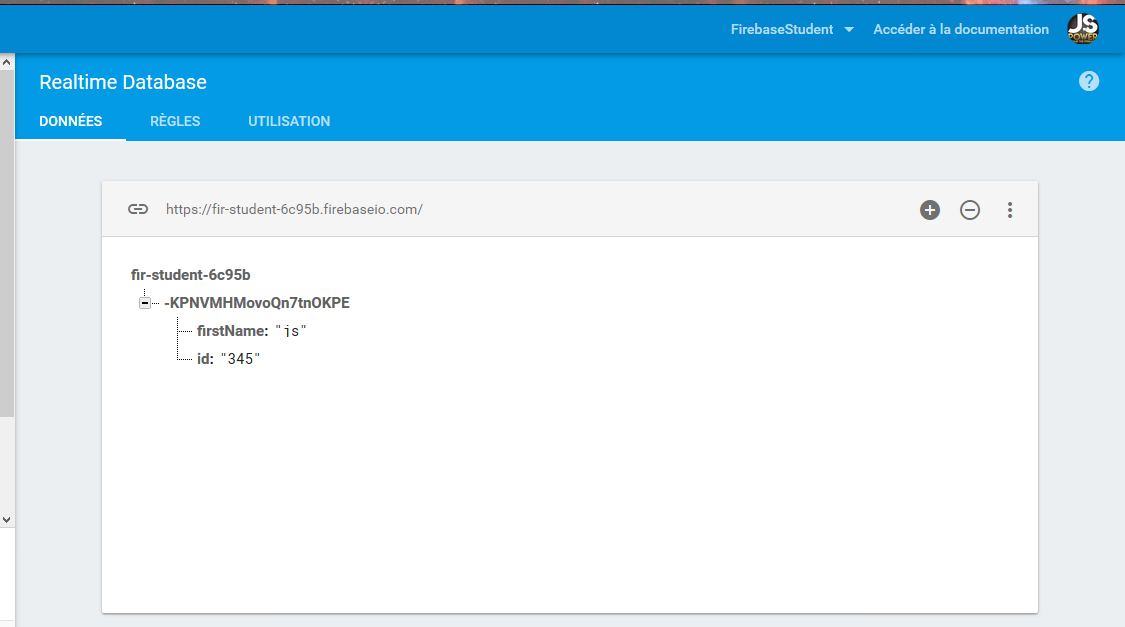 FirebaseStudent Accéder à la documentation
JS
POWER
Realtime Database
?
DONNÉES RÈGLES UTILISATION
https://fir-student-6c95b.firebaseio.com/
fir-student-6c95b
-KPNVMHMovoQn7tnOKPE
firstName: "js"
id: "345"